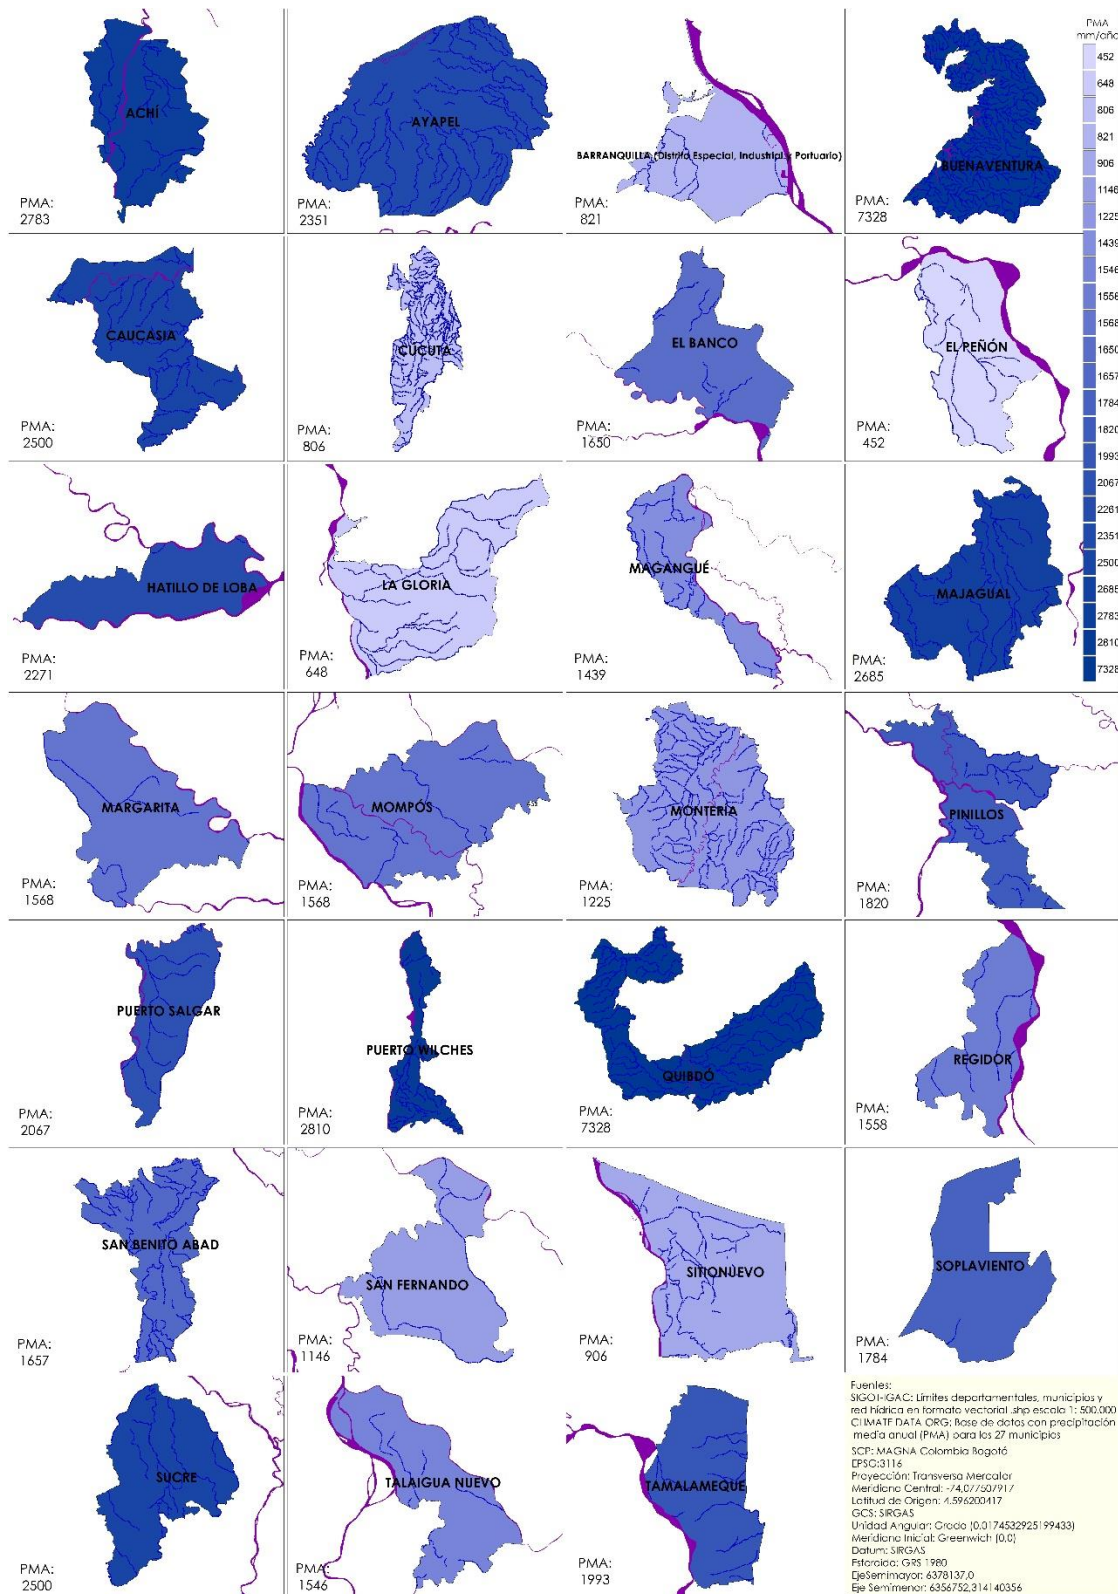 ACHÍ
PMA:
2783
AYAPEL
PMA:
2351
BARRANQUILLA (Distrito Especial, Industrial y Portuario)
PMA:
821
BUENAVENTURA
PMA:
7328
PMA
mm/año
452
648
806
821
906
1146
1225
1439
1546
1558
1568
1650
1657
1784
1820
1993
2067
2261
2351
2500
2685
2783
2810
7328
CAUCASIA
PMA:
2500
CÚCUTA
PMA:
806
EL BANCO
PMA:
1650
EL PEÑÓN
PMA:
452
HATILLO DE LOBA
PMA:
2271
LA GLORIA
PMA:
648
MAGANGUÉ
PMA:
1439
MAJAGUAL
PMA:
2685
MARGARITA
PMA:
1568
MOMPÓS
PMA:
1568
MONTERÍA
PMA:
1225
PINILLOS
PMA:
1820
PUERTO SALGAR
PMA:
2067
PUERTO WILCHES
PMA:
2810
QUIBDÓ
PMA:
7328
REGIDOR
PMA:
1558
SAN BENITO ABAD
PMA:
1657
SAN FERNANDO
PMA:
1146
SITIONUEVO
PMA:
906
SOPLAVIENTO
PMA:
1784
SUCRE
PMA:
2500
TALAIGUA NUEVO
PMA:
1546
TAMALAMEQUE
PMA:
1993
Fuentes:
SIGOT-IGAC: Límites departamentales, municipios y
red hídrica en formato vectorial .shp escala 1: 500.000
CLIMATE DATA ORG: Base de datos con precipitación
media anual (PMA) para los 27 municipios
SCP: MAGNA Colombia Bogotá
EPSG:3116
Proyección: Transversa Mercator
Meridiano Central: -74,077507917
Latitud de Origen: 4,596200417
GCS: SIRGAS
Unidad Angular: Grado (0,0174532925199433)
Meridiano Inicial: Greenwich (0,0)
Datum: SIRGAS
Esferoide: GRS 1980
EjeSemimayor: 6378137,0
Eje Semimenor: 6356752,314140356